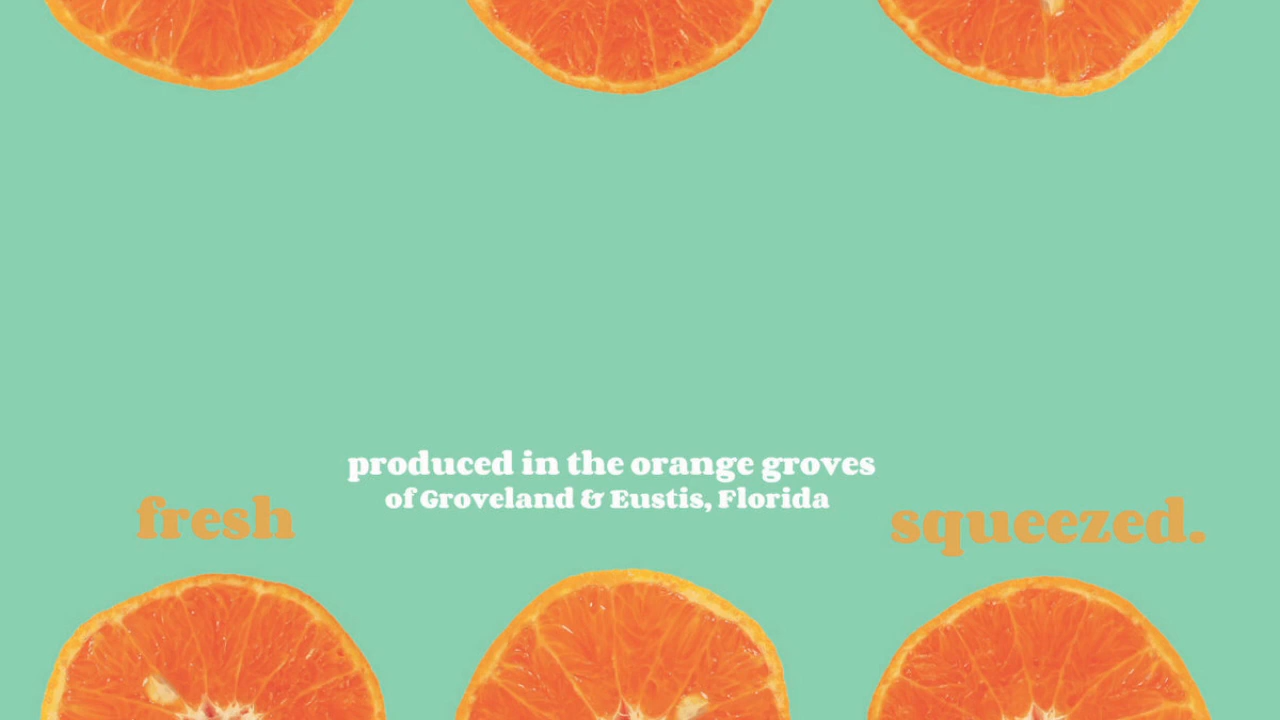 produced in the orange groves
of Groveland & Eustis, Florida
fresh
squeezed.